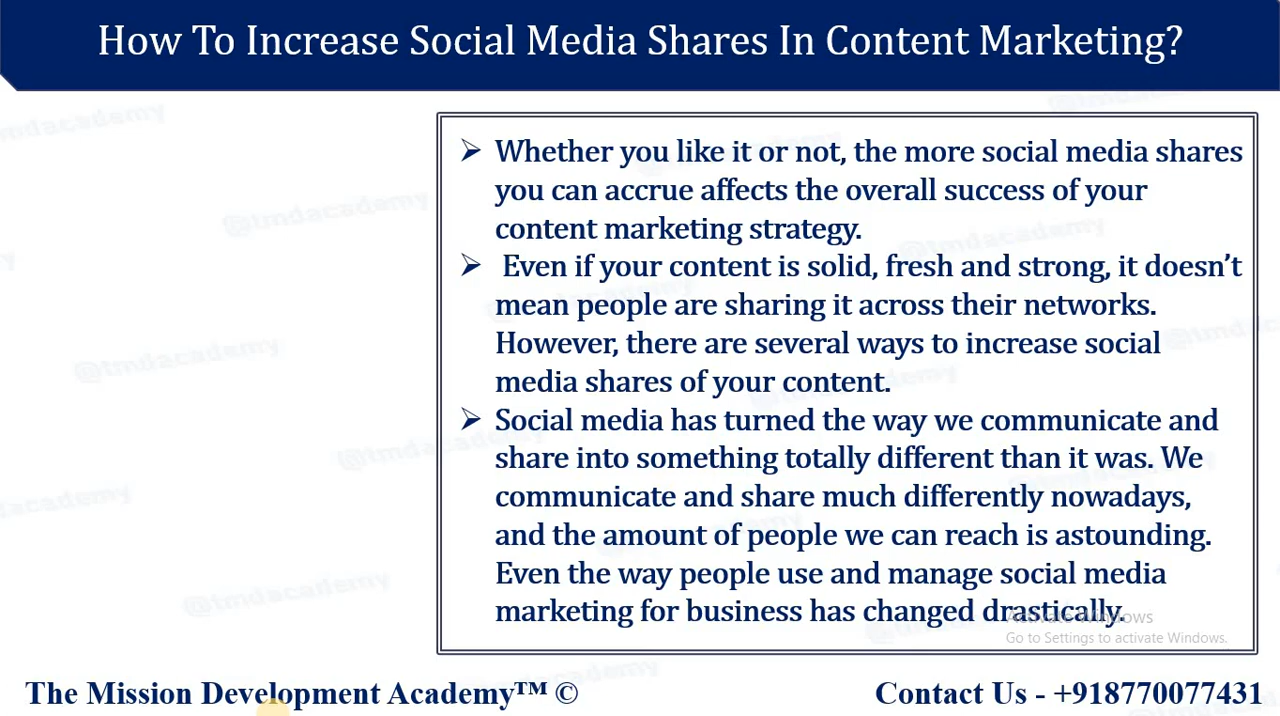 How To Increase Social Media Shares In Content Marketing?
@tmdacademy
➢ Whether you like it or not, the more social media shares
you can accrue affects the overall success of your
content marketing strategy.
➢ Even if your content is solid, fresh and strong, it doesn’t
mean people are sharing it across their networks.
However, there are several ways to increase social
media shares of your content.
➢ Social media has turned the way we communicate and
share into something totally different than it was. We
communicate and share much differently nowadays,
and the amount of people we can reach is astounding.
Even the way people use and manage social media
marketing for business has changed drastically.
Activate Windows
Go to Settings to activate Windows.
@tmdacademy
@tmdacademy
@tmdacademy
The Mission Development Academy™ ©
Contact Us - +918770077431